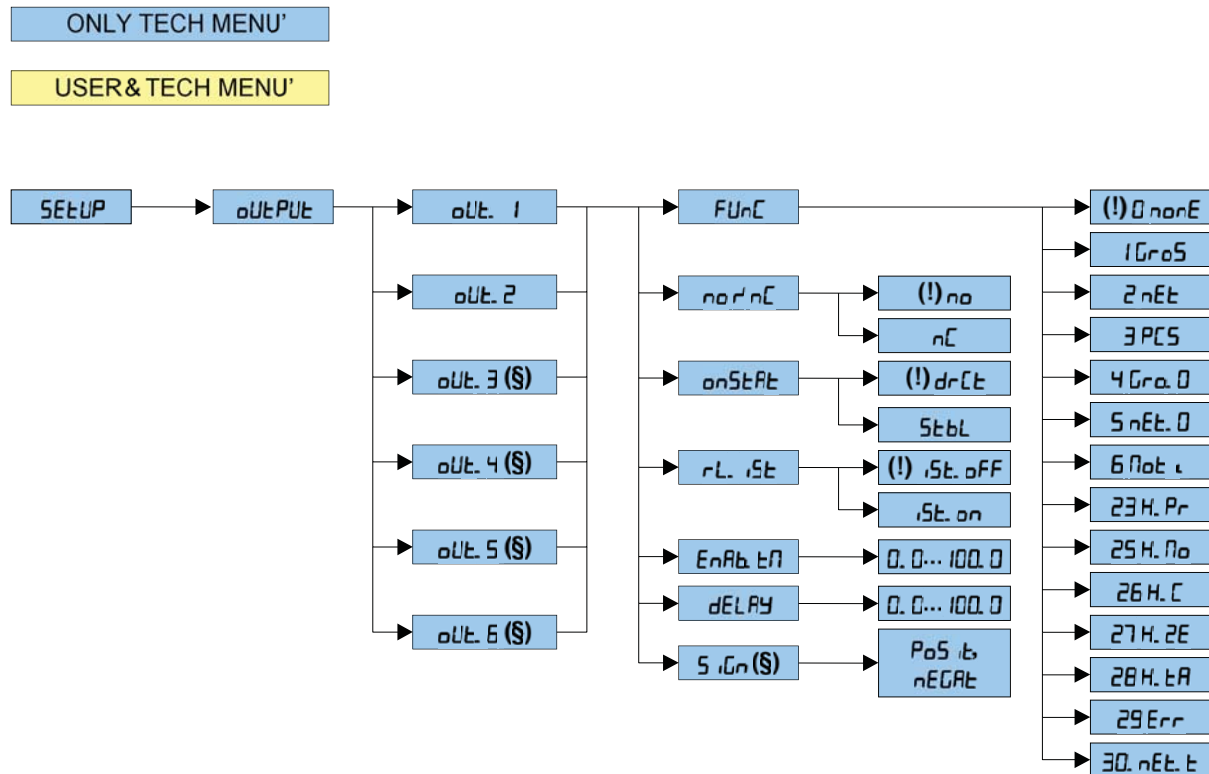 ONLY TECH MENU'
USER& TECH MENU'
SEtUP
oUtPUt
oUt. 1
oUt. 2
oUt. 3 (§)
oUt. 4 (§)
oUt. 5 (§)
oUt. 6 (§)
FUnC
no/nC
(!) no
nC
onStAt
(!) drCt
StbL
rL. iSt
(!) iSt. oFF
iSt. on
EnAb. tM
0. 0... 100. 0
dELAY
0. 0... 100. 0
SiGn (§)
PoSit,
nEGAt
(!) 0 nonE
1 GroS
2 nEt
3 PCS
4 Gro. 0
5 nEt. 0
6 Mot i
23 H. Pr
25 H. Mo
26 H. C
27 H. 2E
28 H. tA
29 Err
30. nEt. t